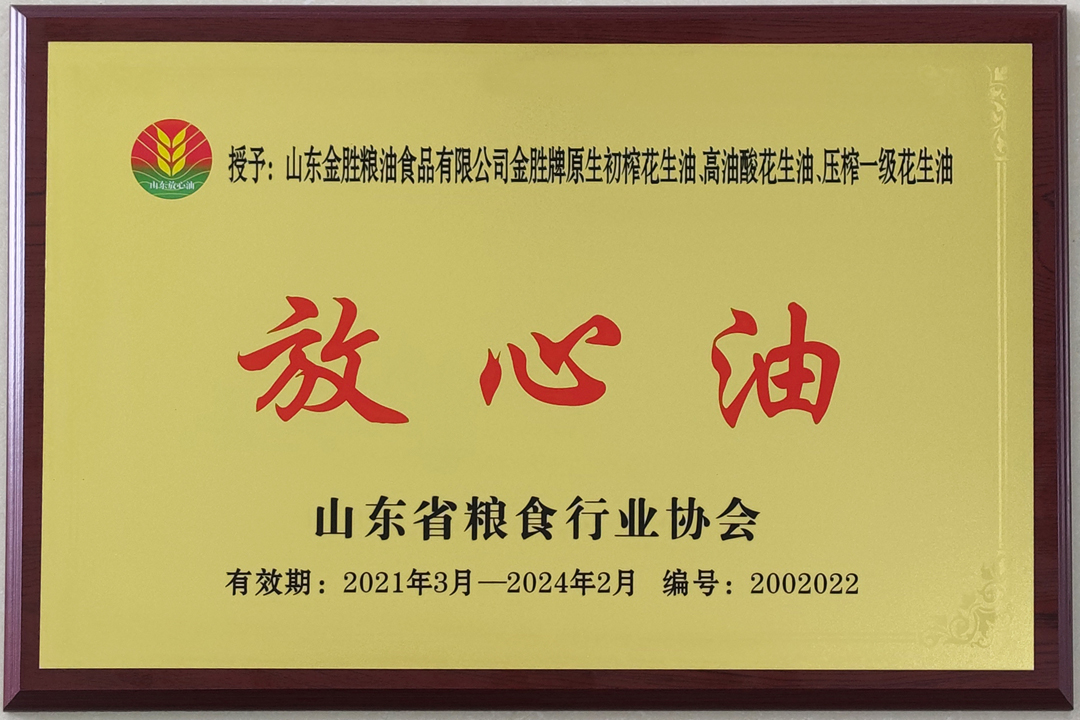 山东放心油
授予：山东金胜粮油食品有限公司金胜牌原生初榨花生油、高油酸花生油、压榨一级花生油
放心油
山东省粮食行业协会
有效期：2021年3月—2024年2月 编号：2002022